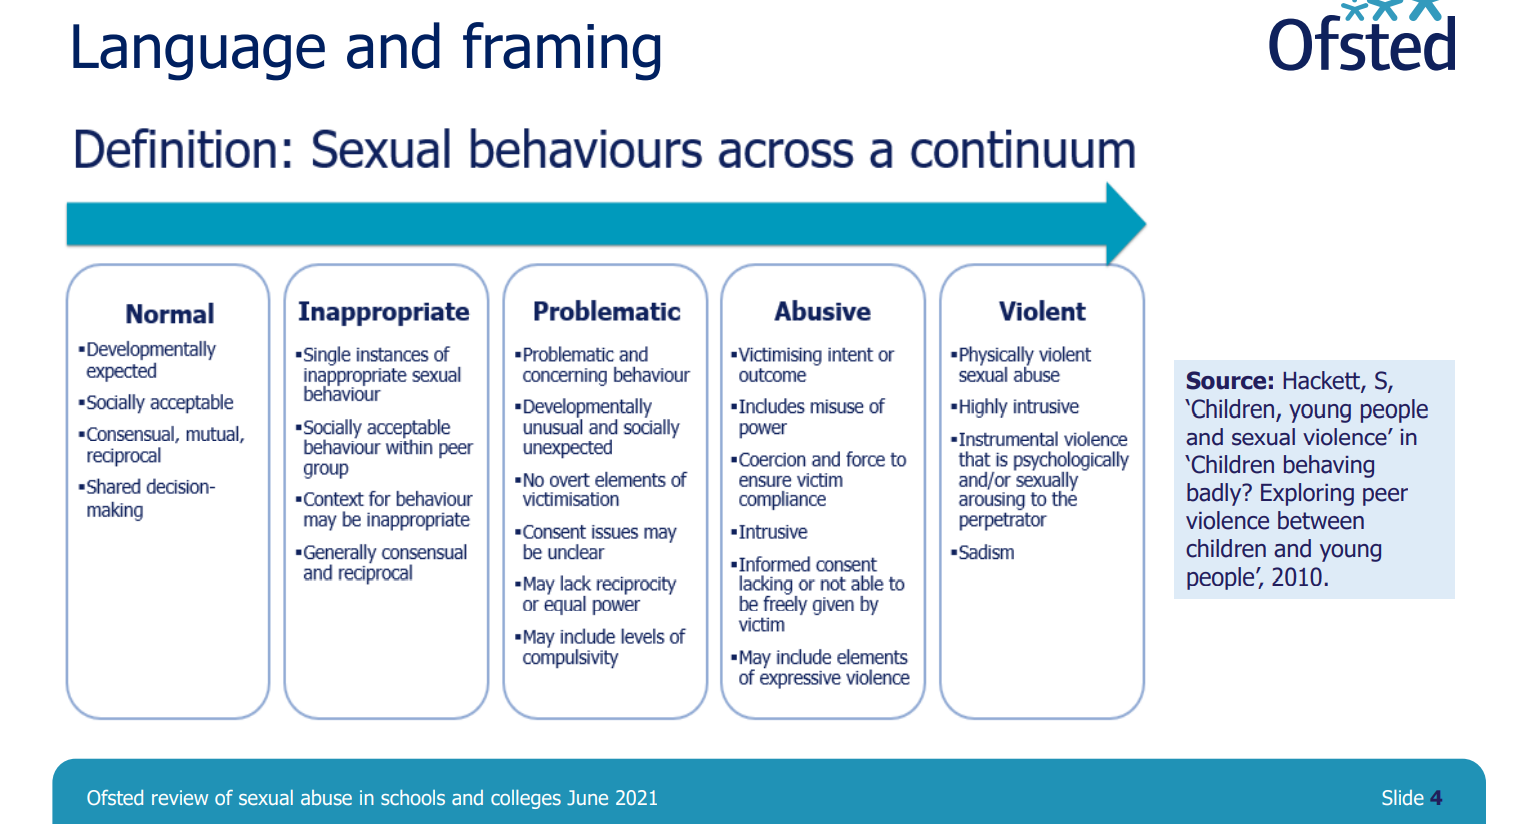 Language and framing
Ofsted
Definition: Sexual behaviours across a continuum
Normal
▪Developmentally
expected
▪Socially acceptable
▪Consensual, mutual,
reciprocal
▪Shared decision-
making
Inappropriate
▪Single instances of
inappropriate sexual
behaviour
▪Socially acceptable
behaviour within peer
group
▪Context for behaviour
may be inappropriate
▪Generally consensual
and reciprocal
Problematic
▪Problematic and
concerning behaviour
▪Developmentally
unusual and socially
unexpected
▪No overt elements of
victimisation
▪Consent issues may
be unclear
▪May lack reciprocity
or equal power
▪May include levels of
compulsivity
Abusive
▪Victimising intent or
outcome
▪Includes misuse of
power
▪Coercion and force to
ensure victim
compliance
▪Intrusive
▪Informed consent
lacking or not able to
be freely given by
victim
▪May include elements
of expressive violence
Violent
▪Physically violent
sexual abuse
▪Highly intrusive
▪Instrumental violence
that is psychologically
and/or sexually
arousing to the
perpetrator
▪Sadism
Source: Hackett, S,
‘Children, young people
and sexual violence’ in
‘Children behaving
badly? Exploring peer
violence between
children and young
people’, 2010.
Ofsted review of sexual abuse in schools and colleges June 2021
Slide 4